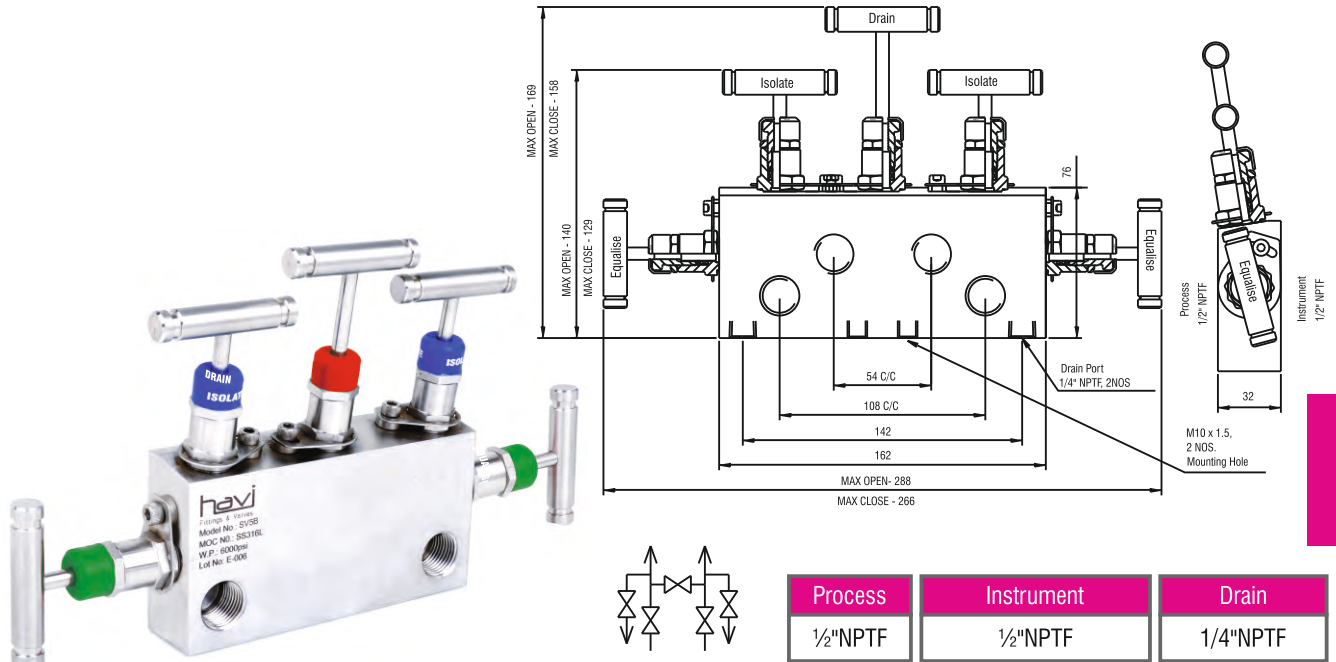 Drain
Isolate
Isolate
MAX OPEN - 169
MAX CLOSE - 158
MAX OPEN - 140
MAX CLOSE - 129
76
Equalise
Equalise
Equalise
Process
1/2" NPTF
Instrument
1/2" NPTF
Drain Port
1/4" NPTF, 2NOS
54 C/C
108 C/C
142
162
32
M10 x 1.5,
2 NOS.
Mounting Hole
MAX OPEN- 288
MAX CLOSE - 266
DRAIN
ISOLAT
ISOL
havi
Fittings & Valves
Model No.: SV5B
MOC N0.: SS316L
W.P.: 6000psi
Lot No: E-006
Process Instrument Drain
½"NPTF ½"NPTF 1/4"NPTF